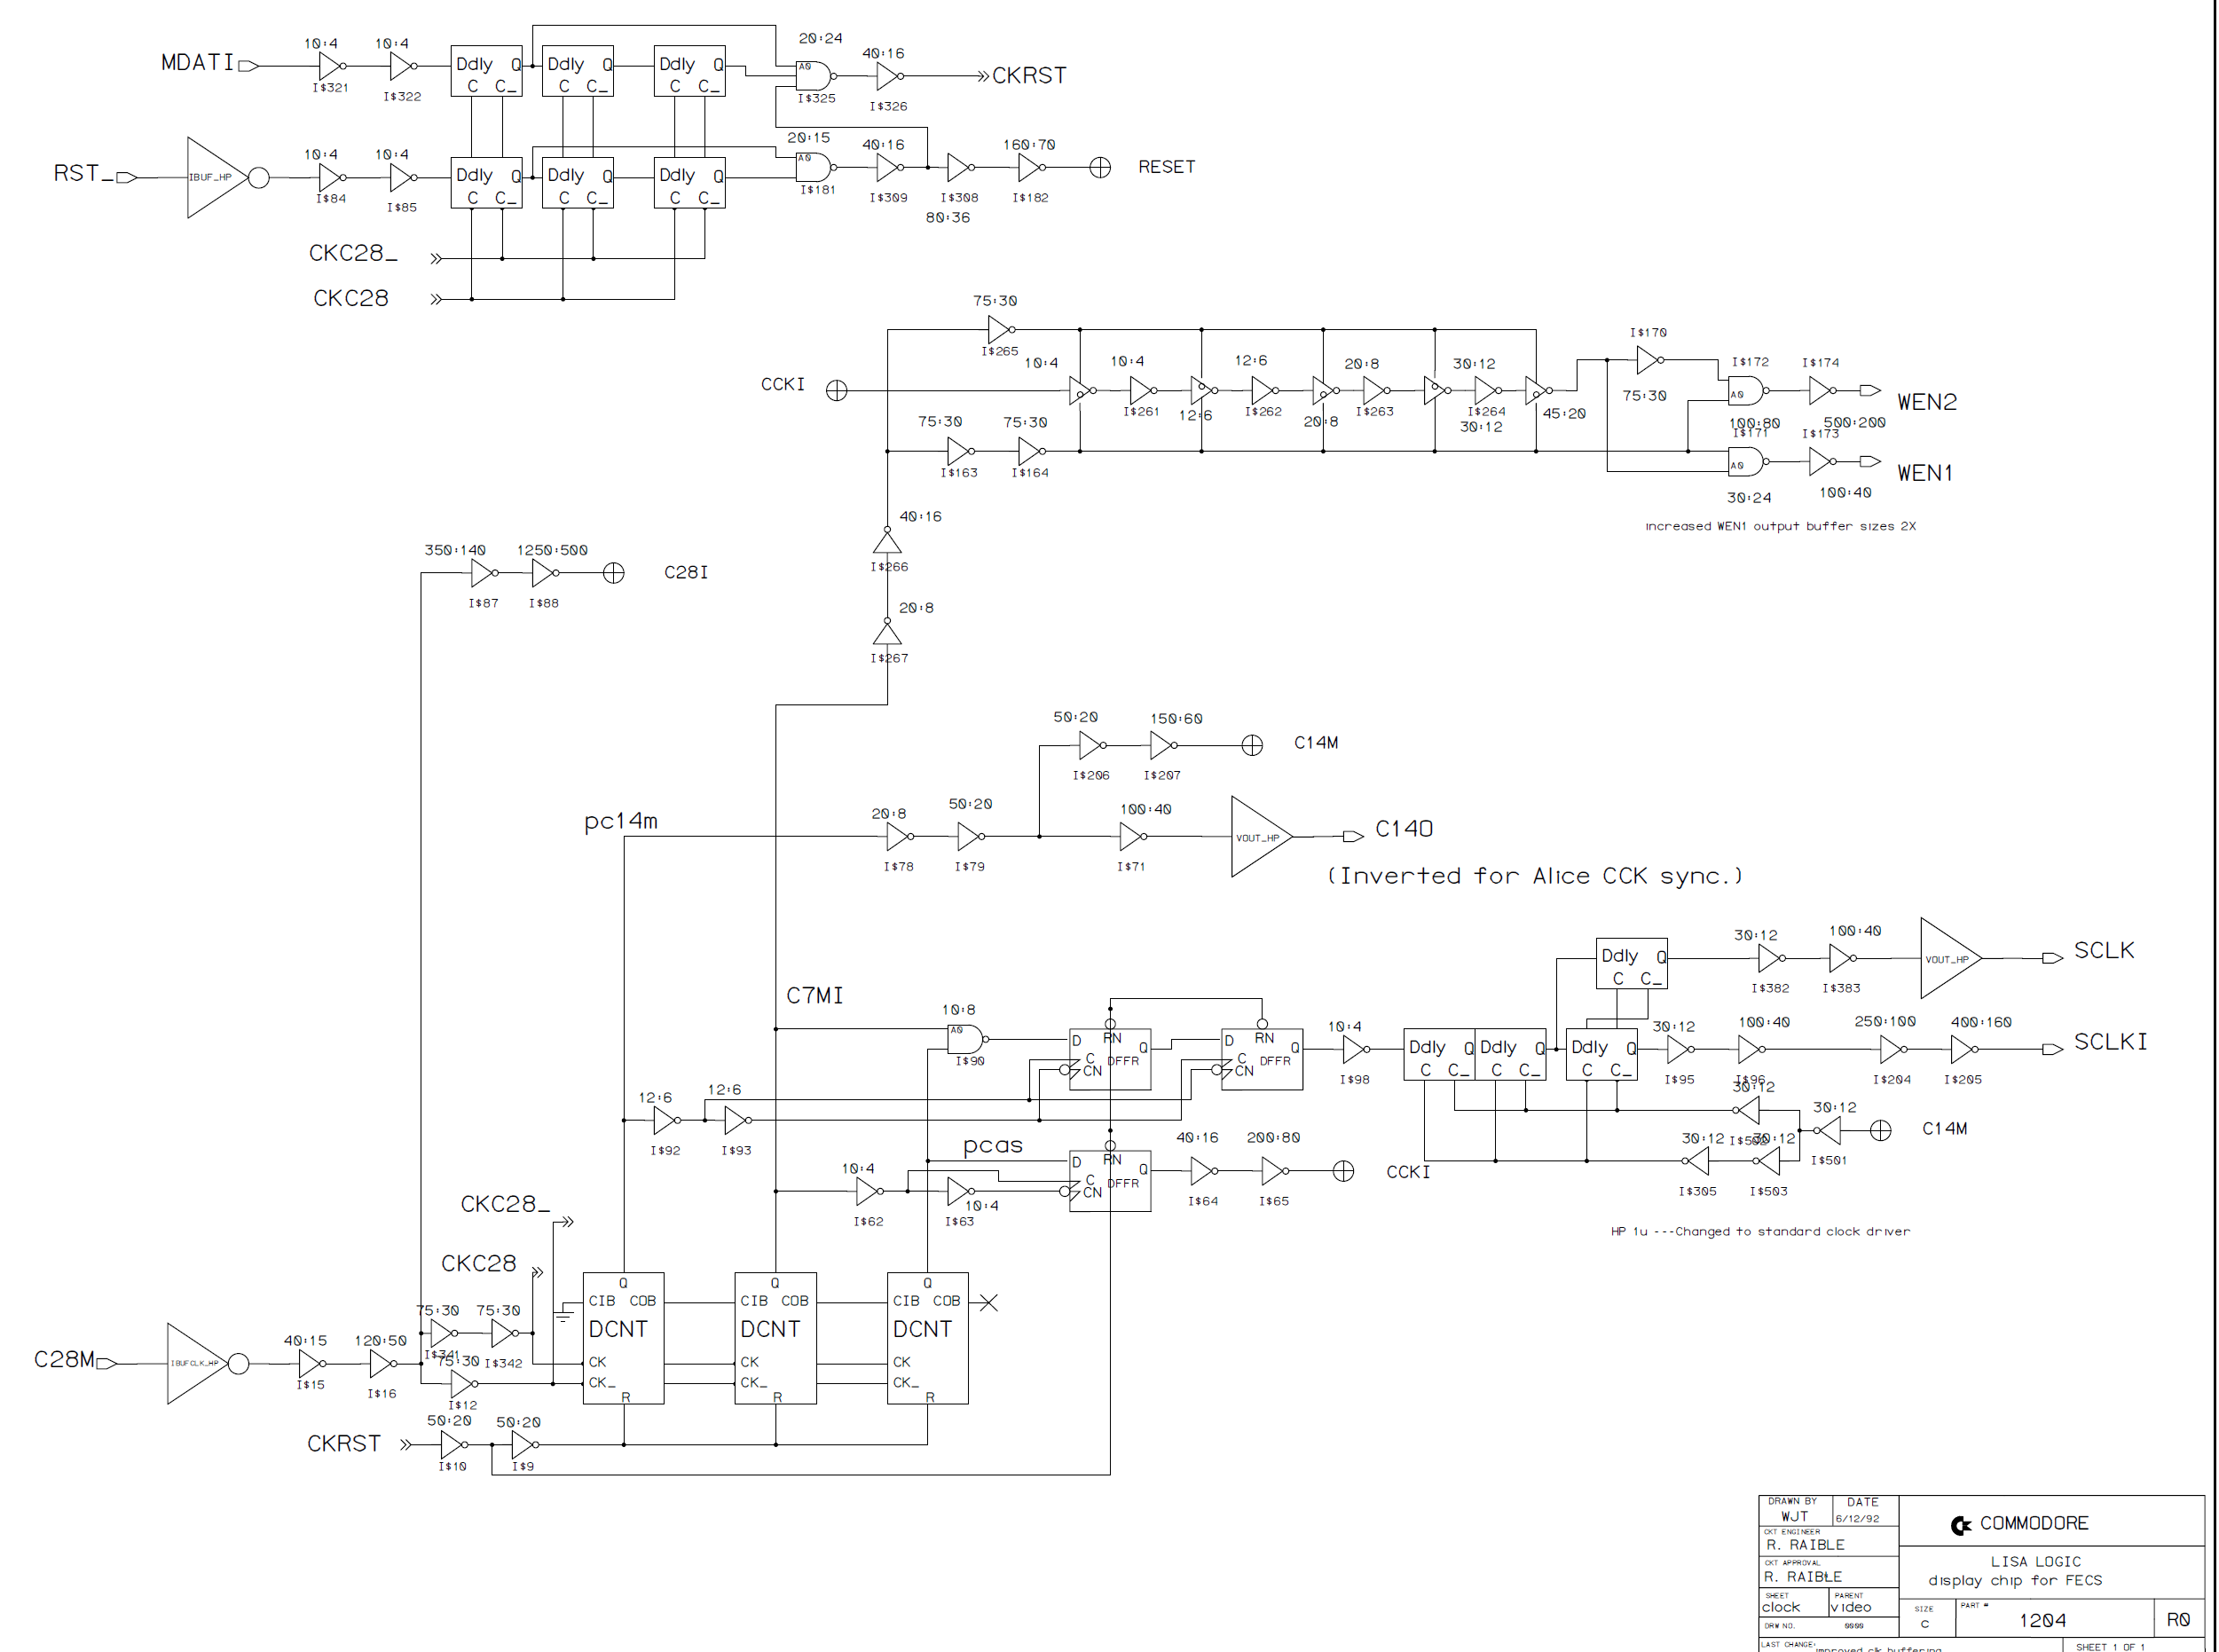 10:4 10:4 20:24 40:16
MDATI Ddly Q Ddly Ddly Q A0 CKRST
C C_ C C_ C C_
I$321 I$322 I$325 I$326
10:4 10:4 20:15 40:16 160:70
RST_ IBUF_HP Ddly Q Ddly Ddly Q A0 RESET
C C_ C C_ C C_
I$84 I$85 I$181 I$309 I$308 I$182
80:36
CKC28_
CKC28
75:30
I$265
I$170
CCKI 10:4 10:4 12:6 20:8 30:12 I$172 I$174
I$261 12:6 I$262 20:8 I$263 I$264 30:12 45:20 75:30 A0 WEN2
75:30 75:30 100:80 500:200
I$171 I$173
I$163 I$164 A0 WEN1
30:24 100:40
increased WEN1 output buffer sizes 2X
40:16
I$266
350:140 1250:500 C28I
I$87 I$88
20:8
I$267
50:20 150:60 C14M
I$206 I$207
pc14m 20:8 50:20 100:40 VOUT_HP C14O
I$78 I$79 I$71
(Inverted for Alice CCK sync.)
30:12 100:40
Ddly Q VOUT_HP SCLK
C C_
I$382 I$383
C7MI 10:8
A0 I$90
D RN Q C DFFR CN
D RN Q C DFFR CN
10:4
I$98
Ddly Q Ddly Q Ddly Q 30:12 100:40 250:100 400:160 SCLKI
C C_ C C_ C C_ I$95 I$96 I$204 I$205
12:6 12:6
I$92 I$93
30:12 30:12 C14M
I$502 I$501
30:12 30:12
I$305 I$503
pcas
10:4 D RN Q C DFFR CN 40:16 200:80 CCKI
I$62 I$63 10:4 I$64 I$65
HP 1u ---Changed to standard clock driver
CKC28_
CKC28
Q Q Q
CIB COB CIB COB CIB COB
DCNT DCNT DCNT
CK CK CK
CK_ CK_ CK_
R R R
75:30 75:30
I$341 I$342
C28M IBUFCLK_HP 40:15 120:50 75:30
I$15 I$16 I$12
50:20 50:20
CKRST
I$10 I$9
DRAWN BY DATE
WJT 6/12/92
COMMODORE
CKT ENGINEER
R. RAIBLE
CKT APPROVAL
R. RAIBLE
LISA LOGIC
display chip for FECS
SHEET PARENT
clock video
SIZE PART #
C 1204 R0
DRW NO. 0000
LAST CHANGE: improved clk buffering
SHEET 1 OF 1